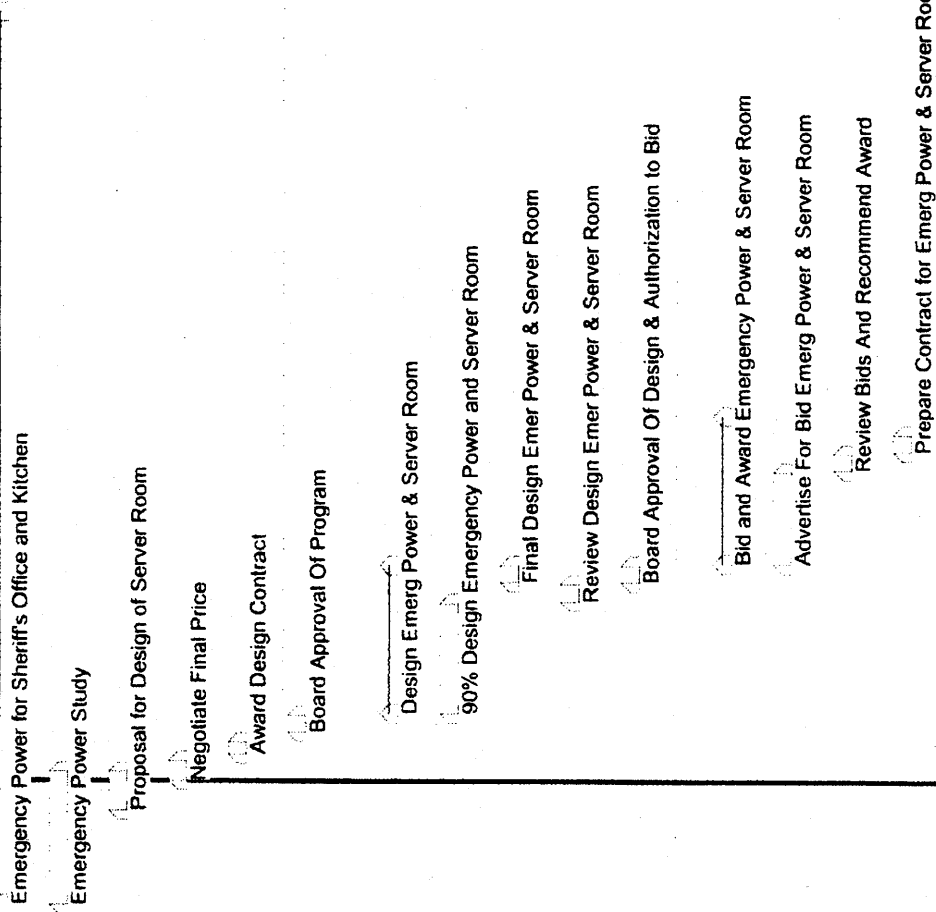 Emergency Power for Sheriff's Office and Kitchen
Emergency Power Study
Proposal for Design of Server Room
Negotiate Final Price
Award Design Contract
Board Approval Of Program
Design Emerg Power & Server Room
90% Design Emergency Power and Server Room
Final Design Emer Power & Server Room
Review Design Emer Power & Server Room
Board Approval Of Design & Authorization to Bid
Bid and Award Emergency Power & Server Room
Advertise For Bid Emerg Power & Server Room
Review Bids And Recommend Award
Prepare Contract for Emerg Power & Server